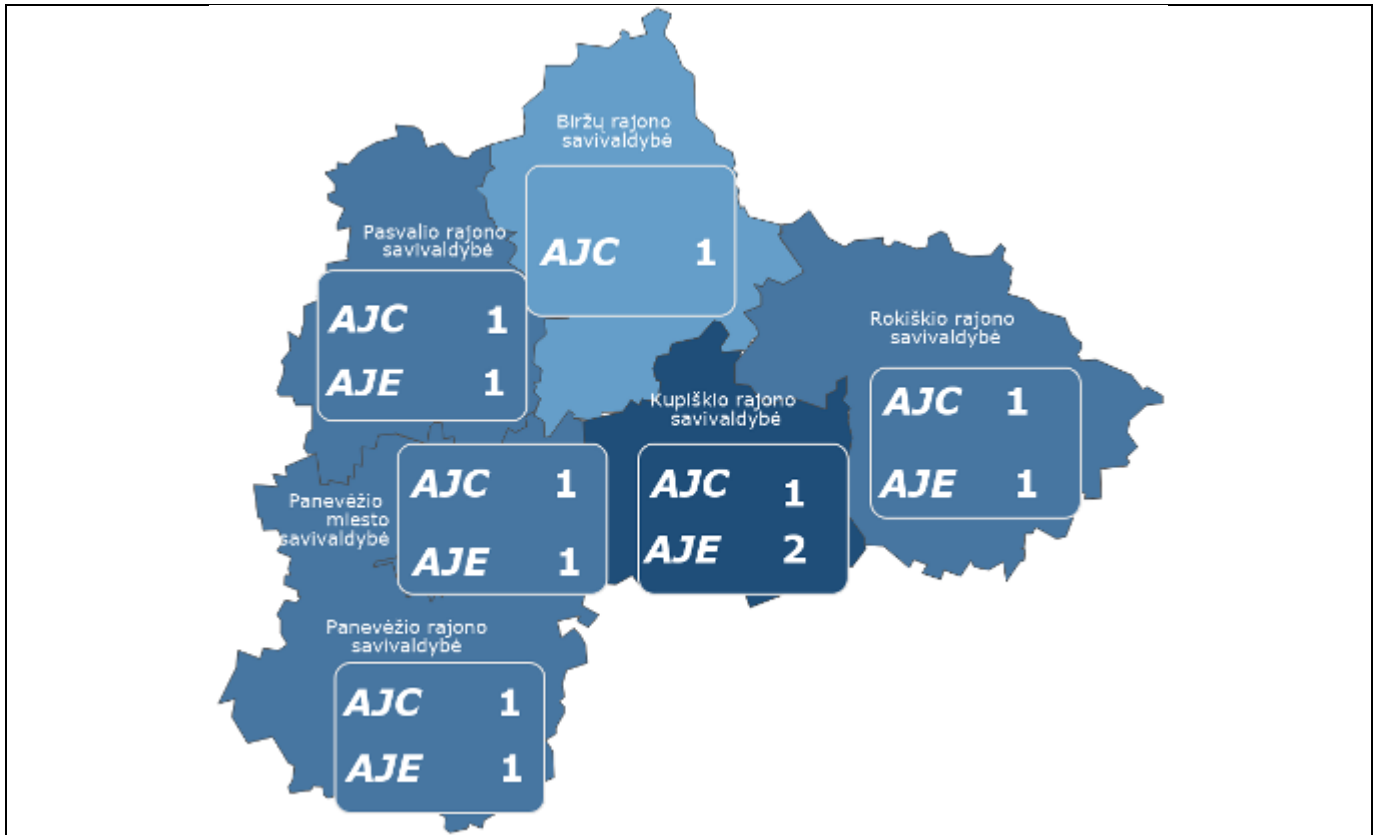 Biržų rajono
savivaldybė
AJC 1
Pasvalio rajono
savivaldybė
AJC 1
AJE 1
Rokiškio rajono
savivaldybė
AJC 1
AJE 1
Kupiškio rajono
savivaldybė
AJC 1
AJE 2
Panevėžio
miesto
savivaldybė
AJC 1
AJE 1
Panevėžio rajono
savivaldybė
AJC 1
AJE 1